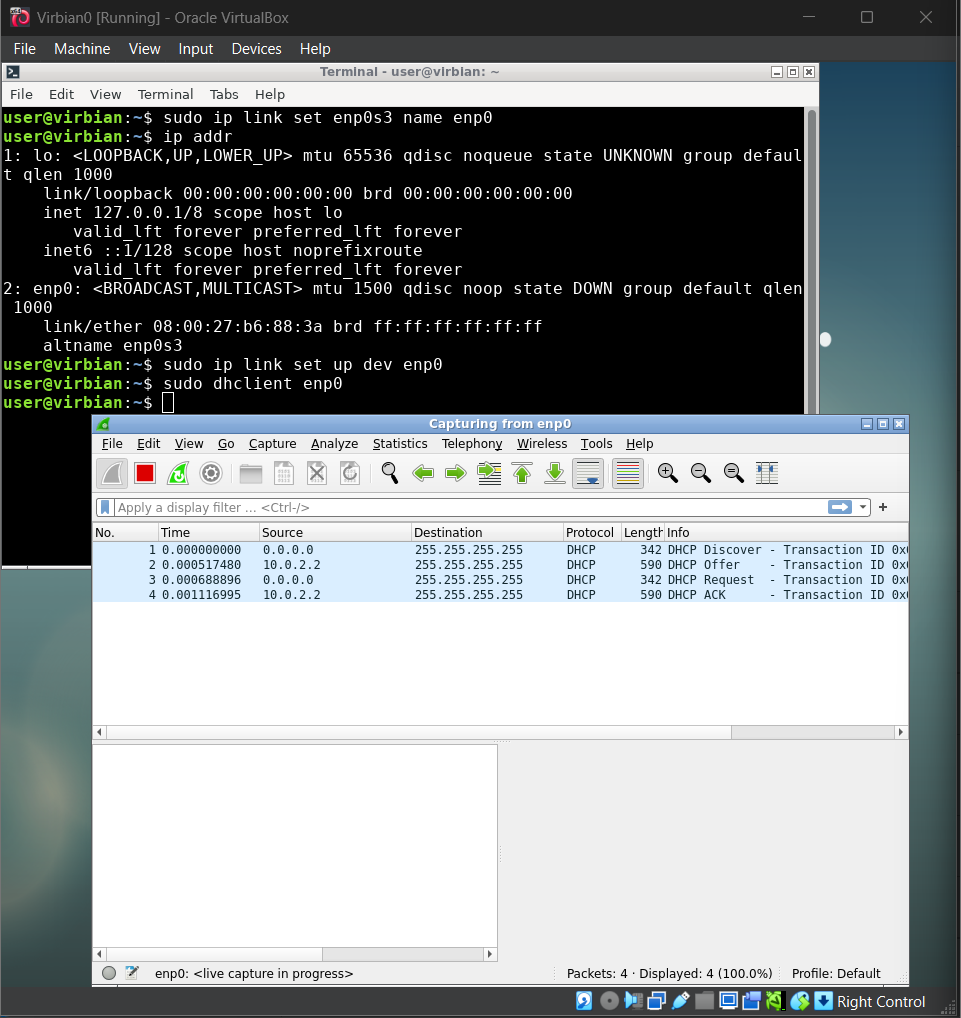 Virbian0 [Running] - Oracle VirtualBox
File Machine View Input Devices Help
Terminal - user@virbian: ~
File Edit View Terminal Tabs Help
user@virbian:~$ sudo ip link set enp0s3 name enp0
user@virbian:~$ ip addr
1: lo: <LOOPBACK,UP,LOWER_UP> mtu 65536 qdisc noqueue state UNKNOWN group defaul
t qlen 1000
link/loopback 00:00:00:00:00:00 brd 00:00:00:00:00:00
inet 127.0.0.1/8 scope host lo
valid_lft forever preferred_lft forever
inet6 ::1/128 scope host noprefixroute
valid_lft forever preferred_lft forever
2: enp0: <BROADCAST,MULTICAST> mtu 1500 qdisc noop state DOWN group default qlen
1000
link/ether 08:00:27:b6:88:3a brd ff:ff:ff:ff:ff:ff
altname enp0s3
user@virbian:~$ sudo ip link set up dev enp0
user@virbian:~$ sudo dhclient enp0
user@virbian:~$
Capturing from enp0
File Edit View Go Capture Analyze Statistics Telephony Wireless Tools Help
Apply a display filter ... <Ctrl-/>
No. Time Source Destination Protocol Length Info
1 0.000000000 0.0.0.0 255.255.255.255 DHCP 342 DHCP Discover - Transaction ID 0x
2 0.000517480 10.0.2.2 255.255.255.255 DHCP 590 DHCP Offer - Transaction ID 0x
3 0.000688896 0.0.0.0 255.255.255.255 DHCP 342 DHCP Request - Transaction ID 0x
4 0.001116995 10.0.2.2 255.255.255.255 DHCP 590 DHCP ACK - Transaction ID 0x
enp0: <live capture in progress>
Packets: 4 · Displayed: 4 (100.0%)
Profile: Default
Right Control